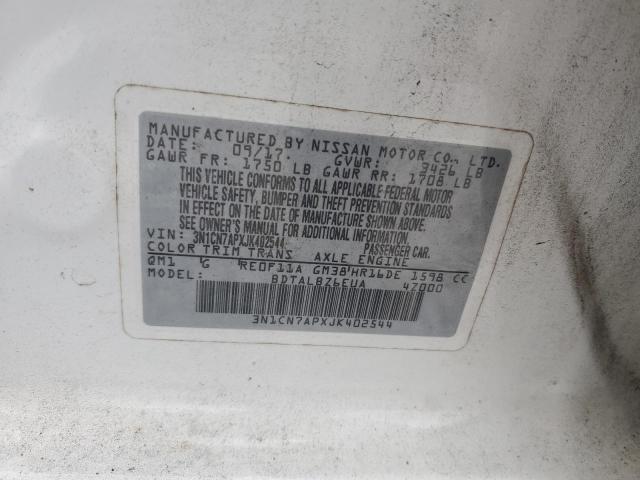 MANUFACTURED BY NISSAN MOTOR CO., LTD.
DATE: 09/17. GVWR: 3426 LB
GAWR FR: 1750 LB GAWR RR: 1708 LB
THIS VEHICLE CONFORMS TO ALL APPLICABLE FEDERAL MOTOR
VEHICLE SAFETY, BUMPER AND THEFT PREVENTION STANDARDS
IN EFFECT ON THE DATE OF MANUFACTURE SHOWN ABOVE.
SEE OWNER'S MANUAL FOR ADDITIONAL INFORMATION.
VIN: 3N1CN7APXJK402544 PASSENGER CAR.
COLOR TRIM TRANS AXLE ENGINE
QM1 G RE0F11A GM38 HR16DE 1598 CC
MODEL: BDTALBZ6EUA 4Z000
3N1CN7APXJK402544